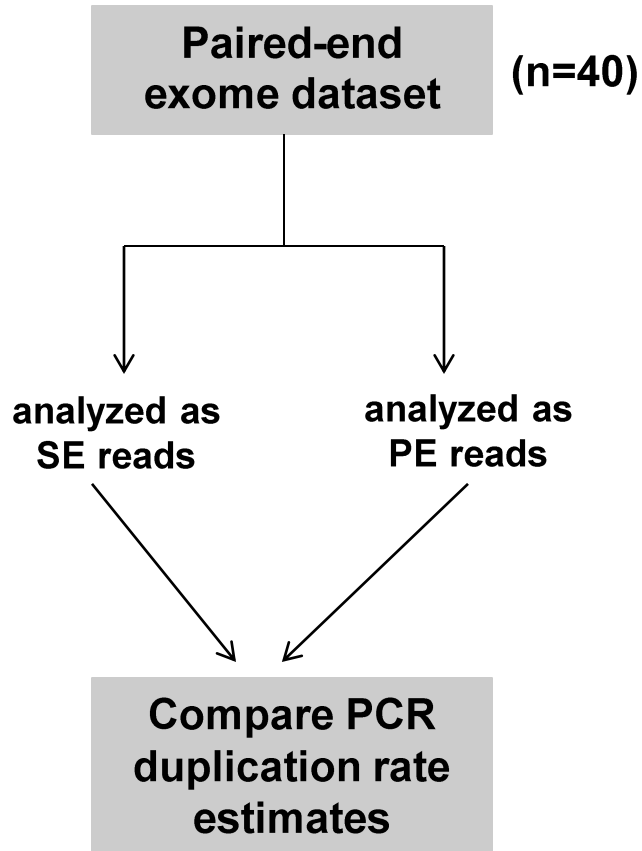 Paired-end
exome dataset
(n=40)
analyzed as
SE reads
analyzed as
PE reads
Compare PCR
duplication rate
estimates